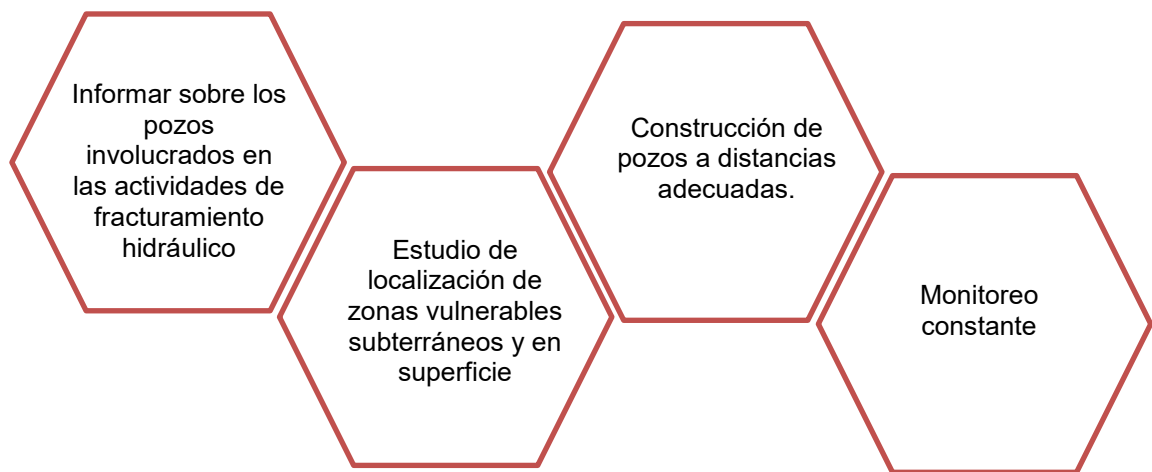 Informar sobre los
pozos
involucrados en
las actividades de
fracturamiento
hidráulico
Estudio de
localización de
zonas vulnerables
subterráneos y en
superficie
Construcción de
pozos a distancias
adecuadas.
Monitoreo
constante